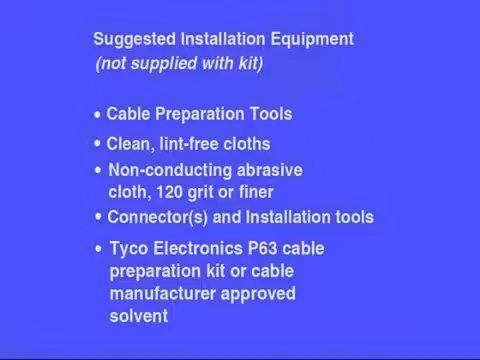 Suggested Installation Equipment
(not supplied with kit)
• Cable Preparation Tools
• Clean, lint-free cloths
• Non-conducting abrasive
cloth, 120 grit or finer
• Connector(s) and Installation tools
• Tyco Electronics P63 cable
preparation kit or cable
manufacturer approved
solvent